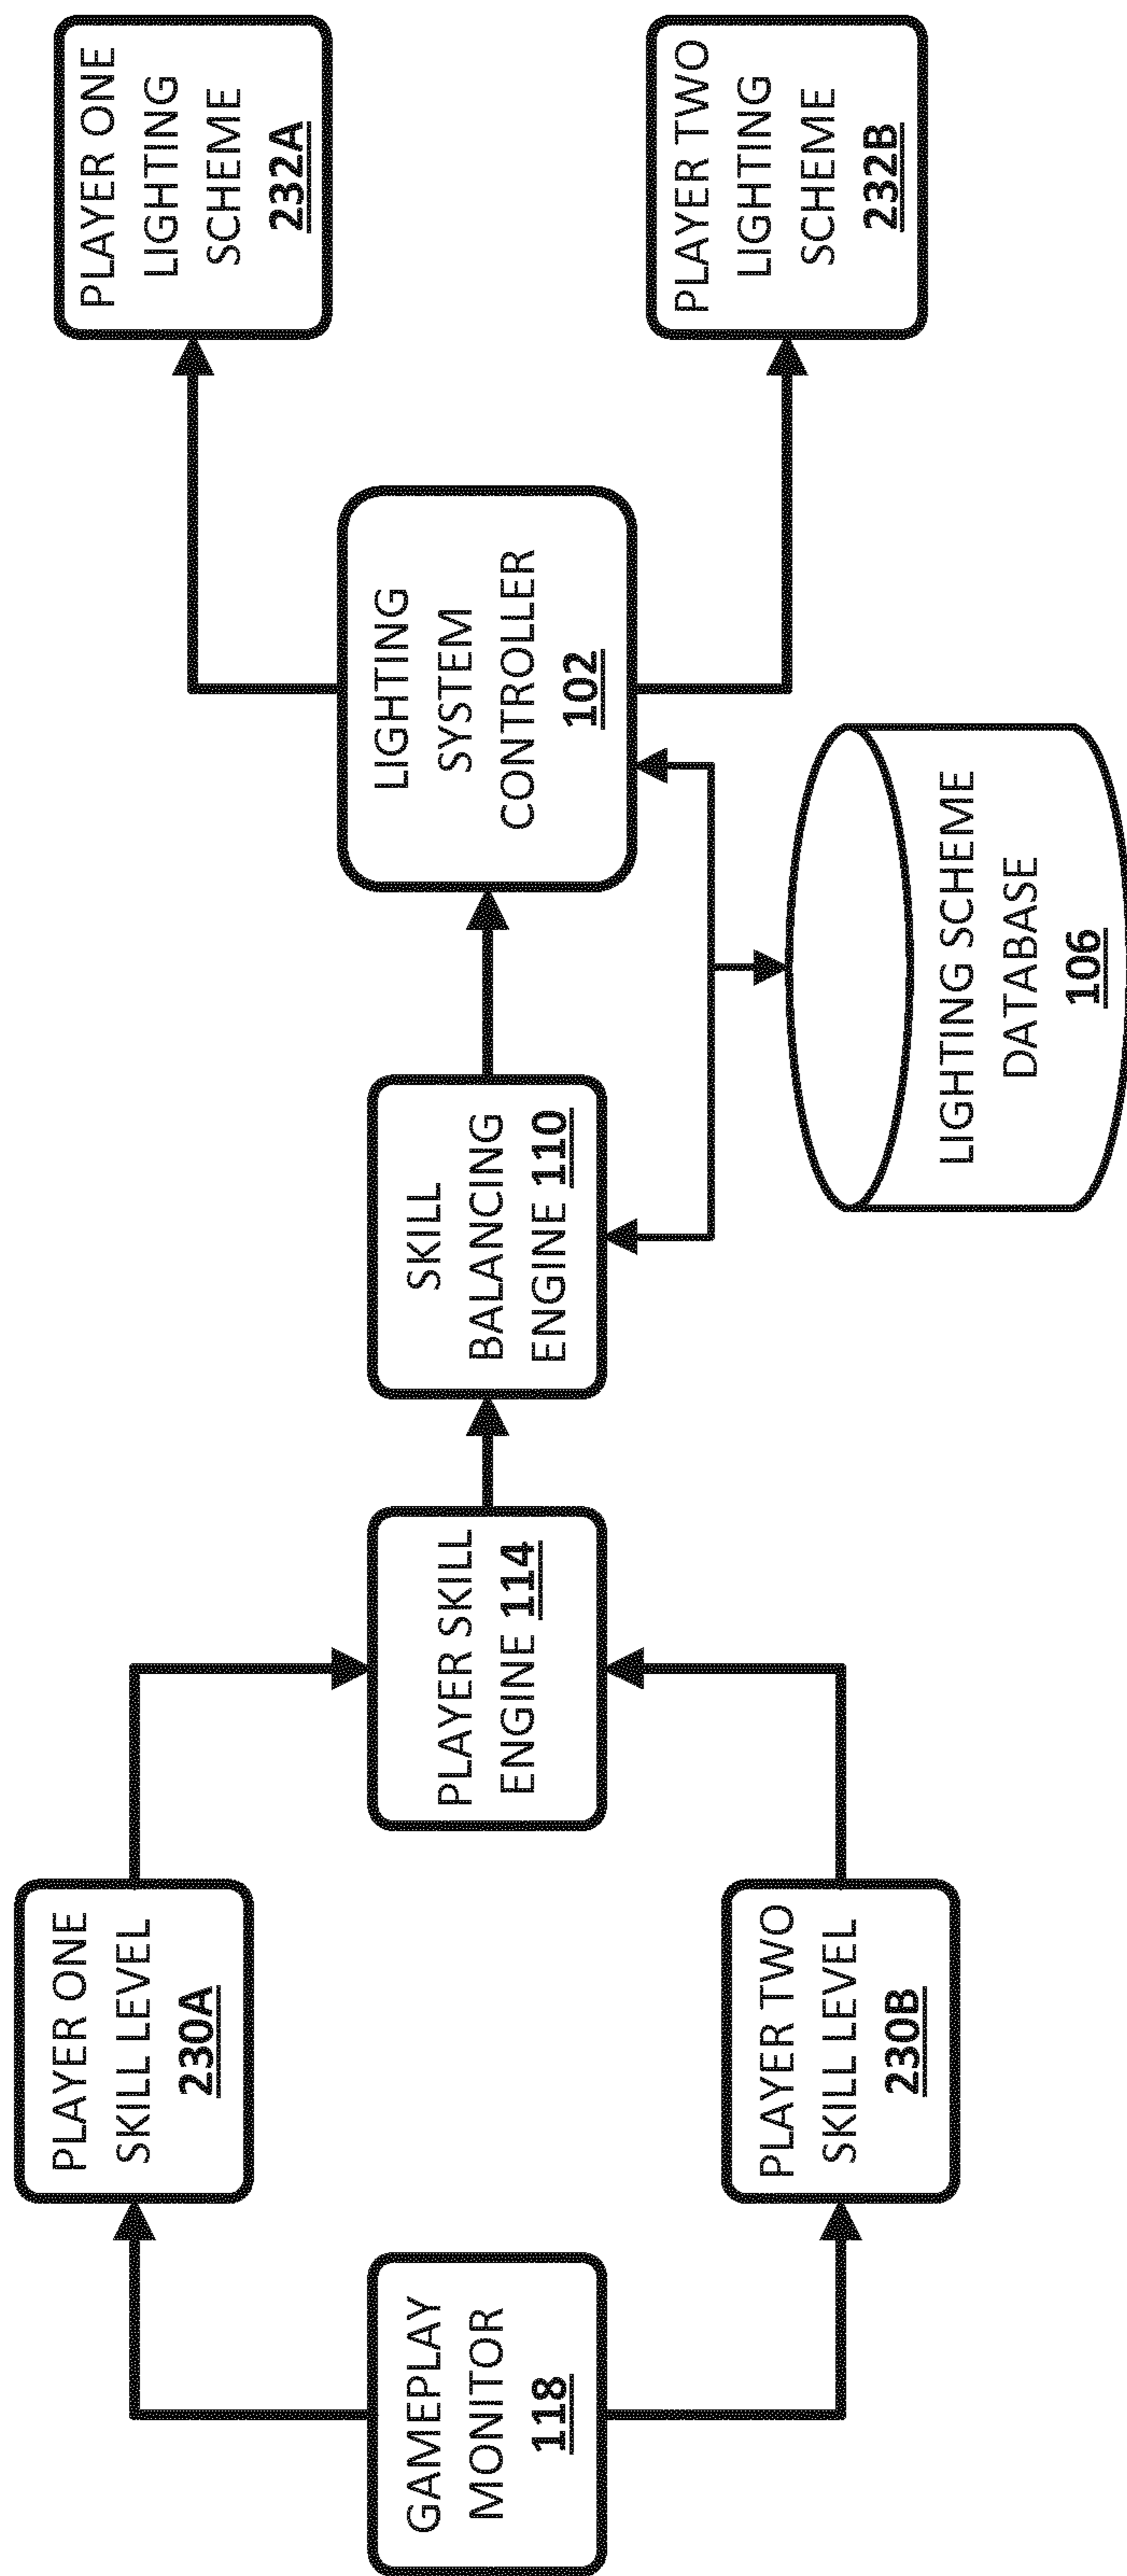 GAMEPLAY
MONITOR
118
PLAYER ONE
SKILL LEVEL
230A
PLAYER TWO
SKILL LEVEL
230B
PLAYER SKILL
ENGINE 114
SKILL
BALANCING
ENGINE 110
LIGHTING
SYSTEM
CONTROLLER
102
LIGHTING SCHEME
DATABASE
106
PLAYER ONE
LIGHTING
SCHEME
232A
PLAYER TWO
LIGHTING
SCHEME
232B